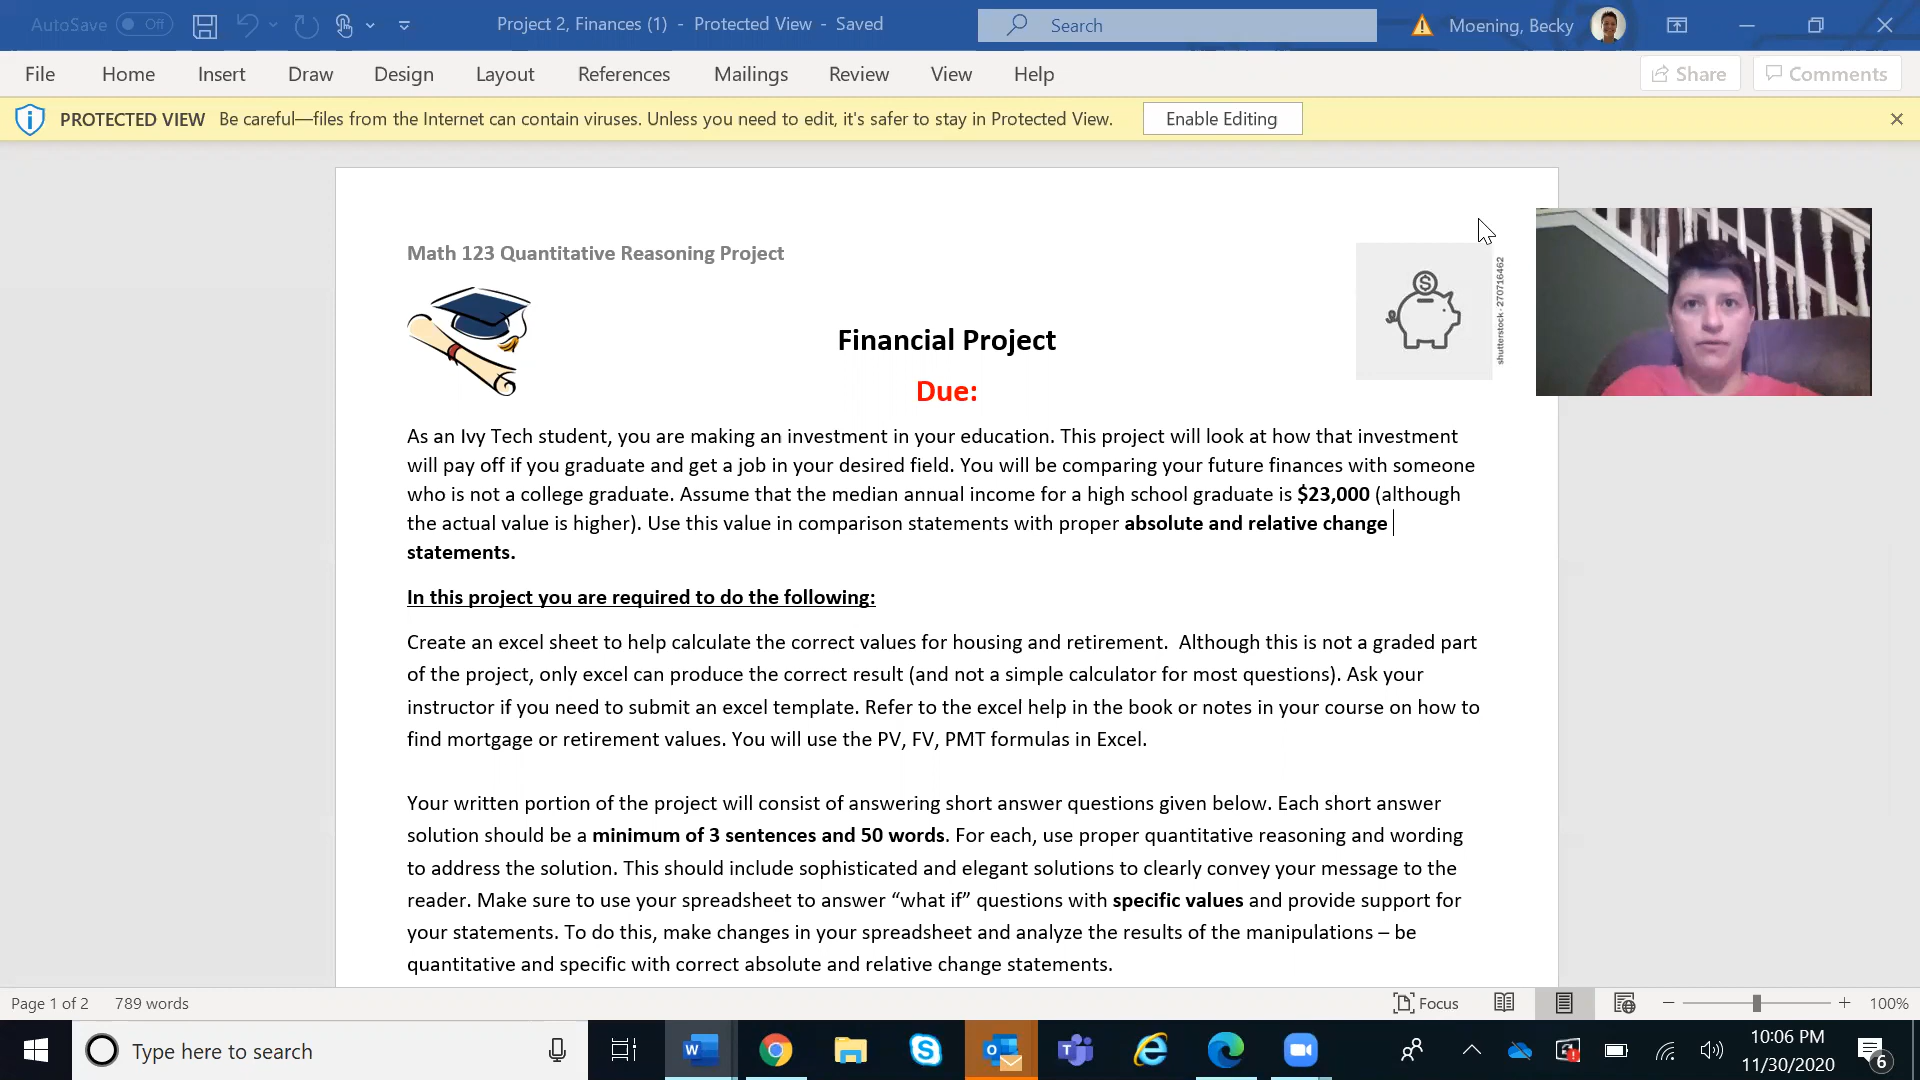 AutoSave Off
Project 2, Finances (1) - Protected View - Saved
Search
Moening, Becky
File Home Insert Draw Design Layout References Mailings Review View Help
Share Comments
PROTECTED VIEW Be careful—files from the Internet can contain viruses. Unless you need to edit, it's safer to stay in Protected View. Enable Editing
Math 123 Quantitative Reasoning Project
shutterstock · 270716462
Financial Project
Due:
As an Ivy Tech student, you are making an investment in your education. This project will look at how that investment
will pay off if you graduate and get a job in your desired field. You will be comparing your future finances with someone
who is not a college graduate. Assume that the median annual income for a high school graduate is $23,000 (although
the actual value is higher). Use this value in comparison statements with proper absolute and relative change
statements.
In this project you are required to do the following:
Create an excel sheet to help calculate the correct values for housing and retirement.  Although this is not a graded part
of the project, only excel can produce the correct result (and not a simple calculator for most questions). Ask your
instructor if you need to submit an excel template. Refer to the excel help in the book or notes in your course on how to
find mortgage or retirement values. You will use the PV, FV, PMT formulas in Excel.
Your written portion of the project will consist of answering short answer questions given below. Each short answer
solution should be a minimum of 3 sentences and 50 words. For each, use proper quantitative reasoning and wording
to address the solution. This should include sophisticated and elegant solutions to clearly convey your message to the
reader. Make sure to use your spreadsheet to answer “what if” questions with specific values and provide support for
your statements. To do this, make changes in your spreadsheet and analyze the results of the manipulations – be
quantitative and specific with correct absolute and relative change statements.
Page 1 of 2 789 words
Focus
100%
Type here to search
10:06 PM
11/30/2020
6